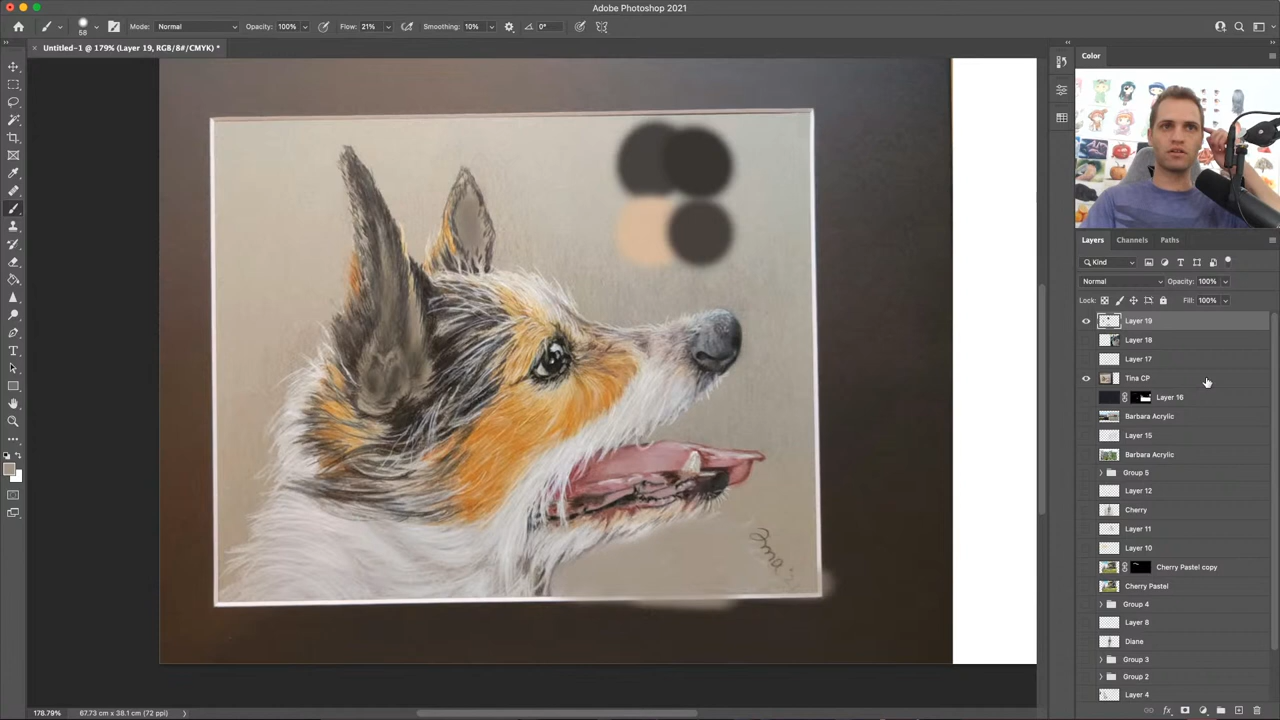 Adobe Photoshop 2021
58
Mode: Normal
Opacity: 100%
Flow: 21%
Smoothing: 10%
0°
Untitled-1 @ 179% (Layer 19, RGB/8#/CMYK) *
Color
Layers
Channels
Paths
Kind
Normal
Opacity: 100%
Lock:
Fill: 100%
Layer 19
Layer 18
Layer 17
Tina CP
Layer 16
Barbara Acrylic
Layer 15
Barbara Acrylic
Group 5
Layer 12
Cherry
Layer 11
Layer 10
Cherry Pastel copy
Cherry Pastel
Group 4
Layer 8
Diane
Group 3
Group 2
Layer 4
178.79%
67.73 cm x 38.1 cm (72 ppi)